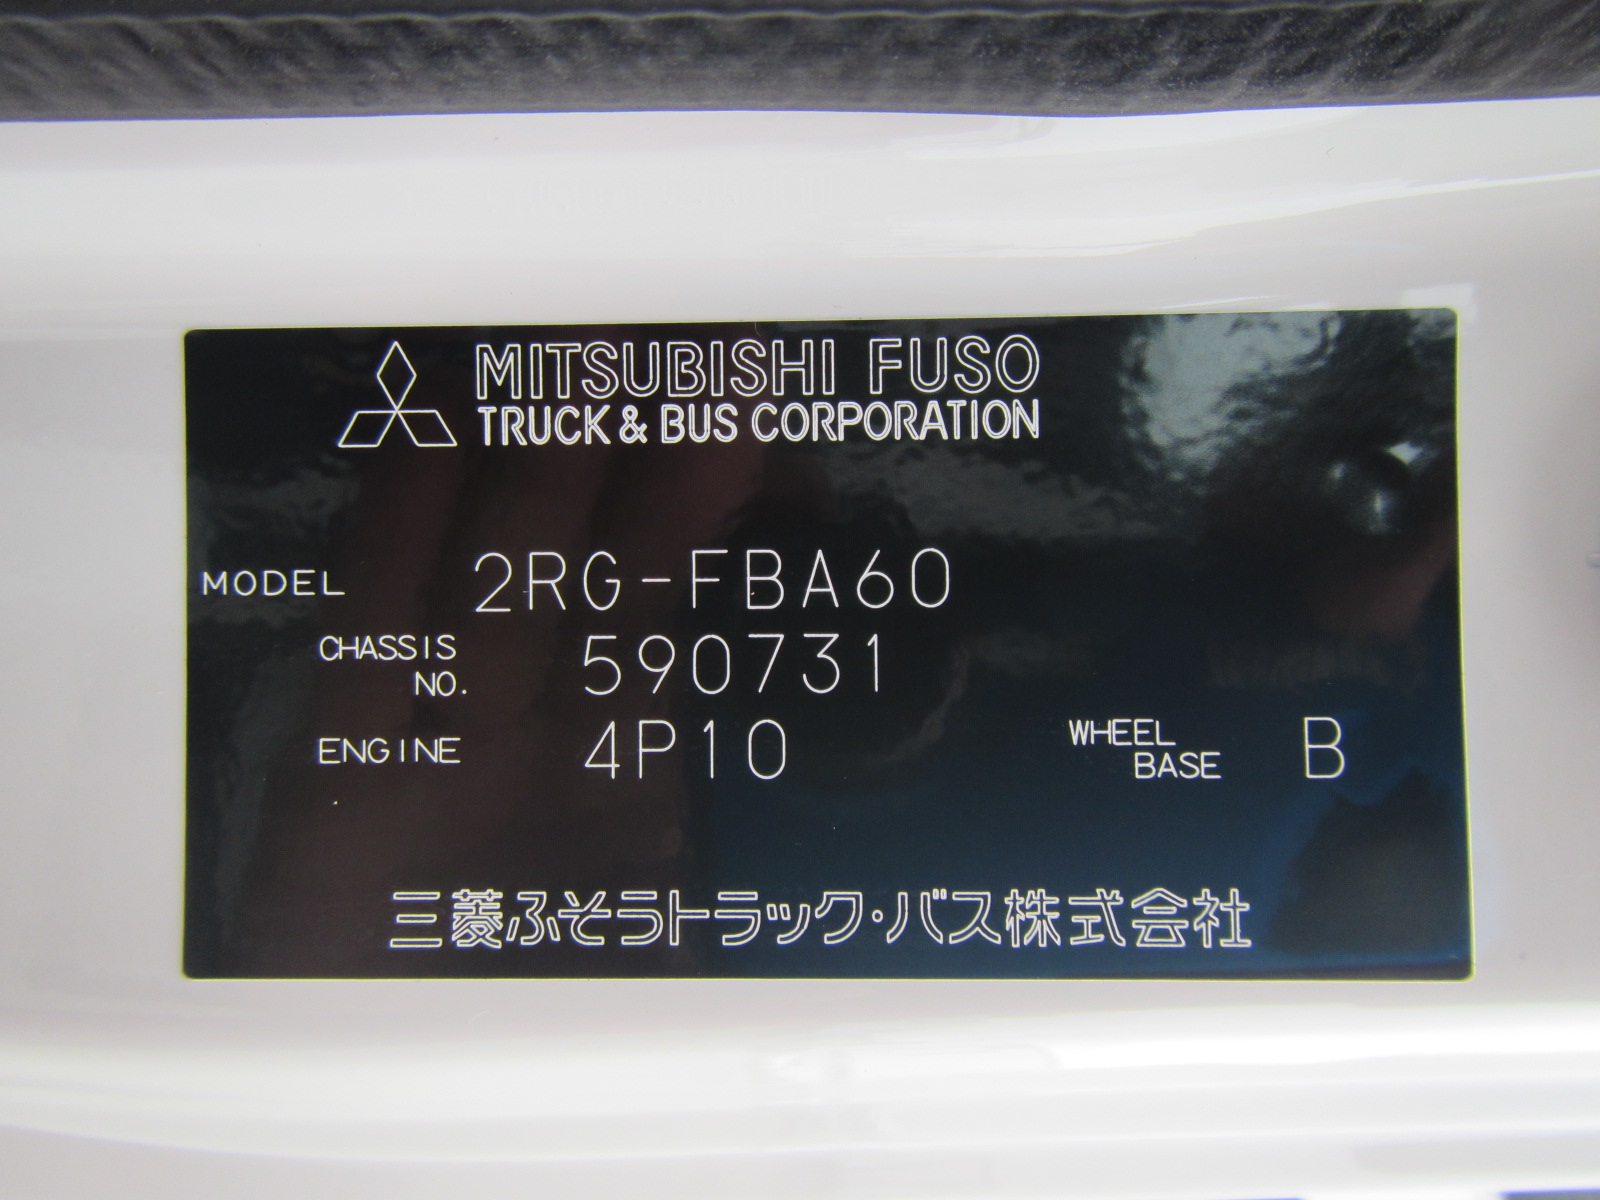 MITSUBISHI FUSO
TRUCK & BUS CORPORATION
MODEL 2RG-FBA60
CHASSIS NO. 590731
ENGINE 4P10 WHEEL BASE B
三菱ふそうトラック・バス株式会社